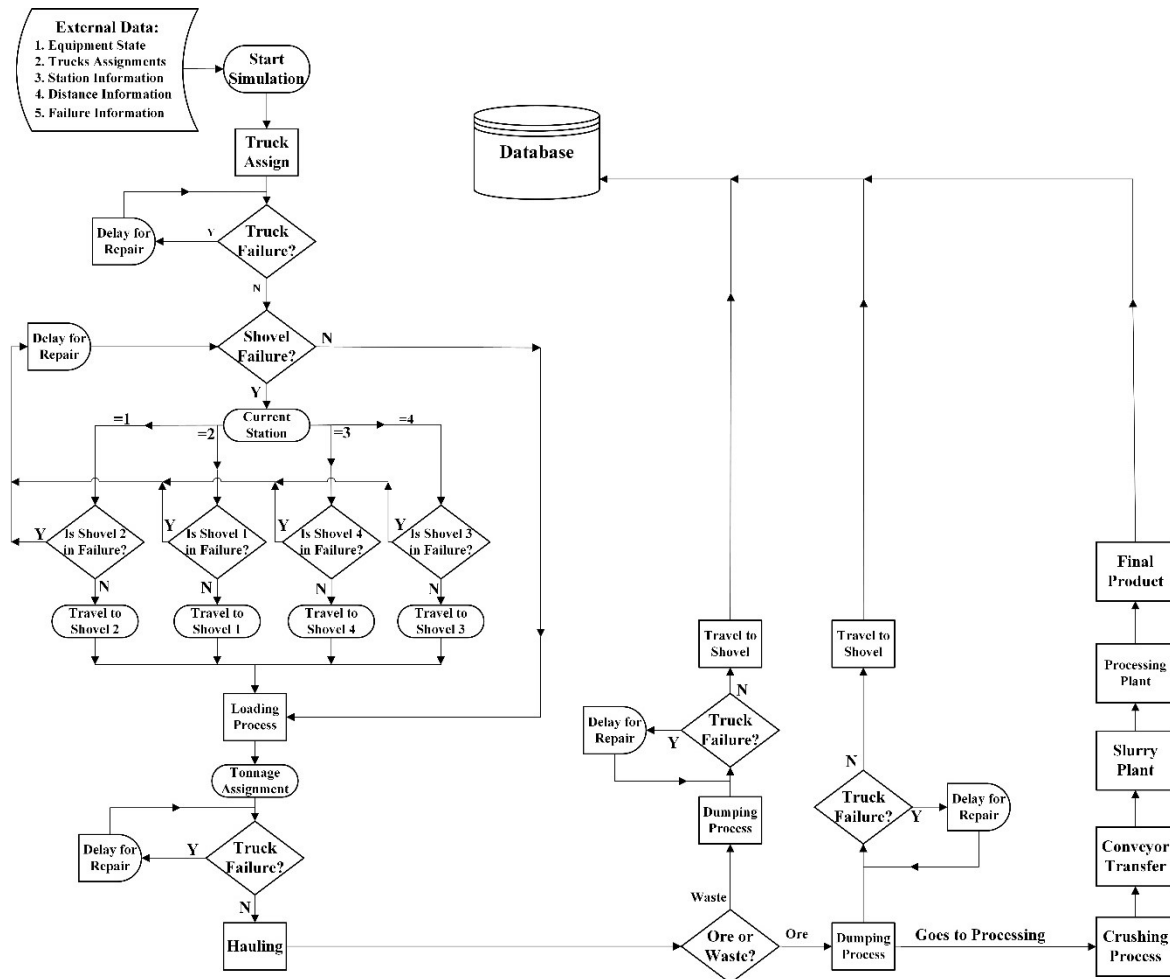 External Data:
1. Equipment State
2. Trucks Assignments
3. Station Information
4. Distance Information
5. Failure Information
Start
Simulation
Truck
Assign
Database
Delay for
Repair
Y
Truck
Failure?
N
Delay for
Repair
Shovel
Failure?
N
Y
Current
Station
=1
=2
=3
=4
Y
Is Shovel 2
in Failure?
Y
Is Shovel 1
in Failure?
Y
Is Shovel 4
in Failure?
Y
Is Shovel 3
in Failure?
N
N
N
N
Travel to
Shovel 2
Travel to
Shovel 1
Travel to
Shovel 4
Travel to
Shovel 3
Loading
Process
Tonnage
Assignment
Delay for
Repair
Y
Truck
Failure?
N
Hauling
Ore or
Waste?
Waste
Ore
Dumping
Process
Delay for
Repair
Y
Truck
Failure?
N
Travel to
Shovel
Dumping
Process
Truck
Failure?
Y
Delay for
Repair
N
Travel to
Shovel
Goes to Processing
Crushing
Process
Conveyor
Transfer
Slurry
Plant
Processing
Plant
Final
Product